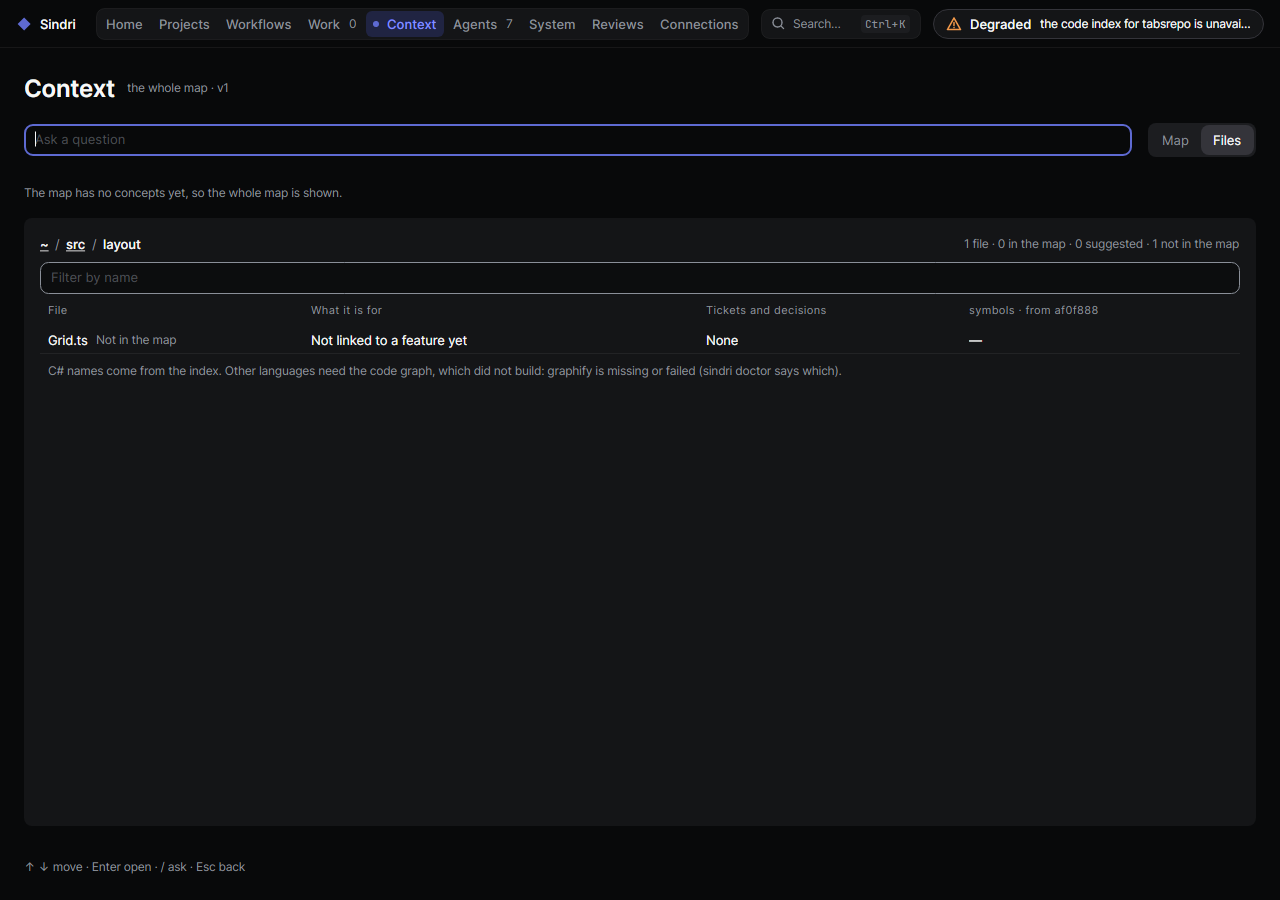 Sindri Home Projects Workflows Work 0 Context Agents 7 System Reviews Connections Search... Ctrl+K Degraded the code index for tabsrepo is unavai...
Context the whole map · v1
Ask a question Map Files
The map has no concepts yet, so the whole map is shown.
~ / src / layout 1 file · 0 in the map · 0 suggested · 1 not in the map
Filter by name
File What it is for Tickets and decisions symbols · from af0f888
Grid.ts Not in the map Not linked to a feature yet None —
C# names come from the index. Other languages need the code graph, which did not build: graphify is missing or failed (sindri doctor says which).
↑ ↓ move · Enter open · / ask · Esc back